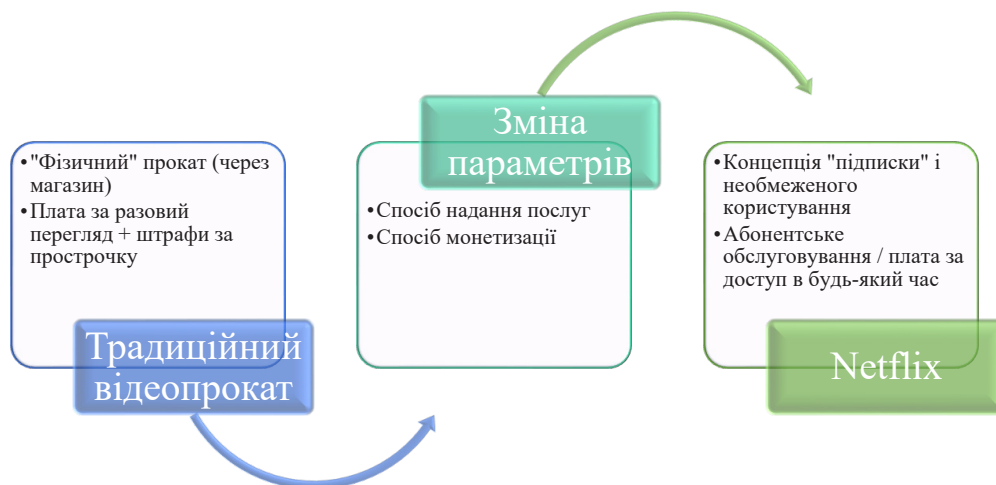 •"Фізичний" прокат (через
магазин)
•Плата за разовий
перегляд + штрафи за
прострочку
Традиційний
відеопрокат
Зміна
параметрів
•Спосіб надання послуг
•Спосіб монетизації
•Концепція "підписки" і
необмеженого
користування
•Абонентське
обслуговування / плата за
доступ в будь-який час
Netflix